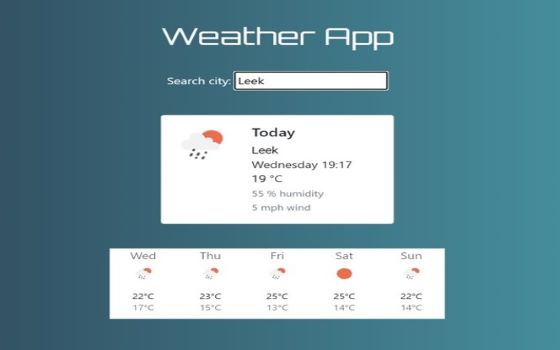 Weather App
Search city: Leek
Today
Leek
Wednesday 19:17
19 °C
55 % humidity
5 mph wind
Wed Thu Fri Sat Sun
22°C 23°C 25°C 25°C 22°C
17°C 15°C 13°C 14°C 14°C